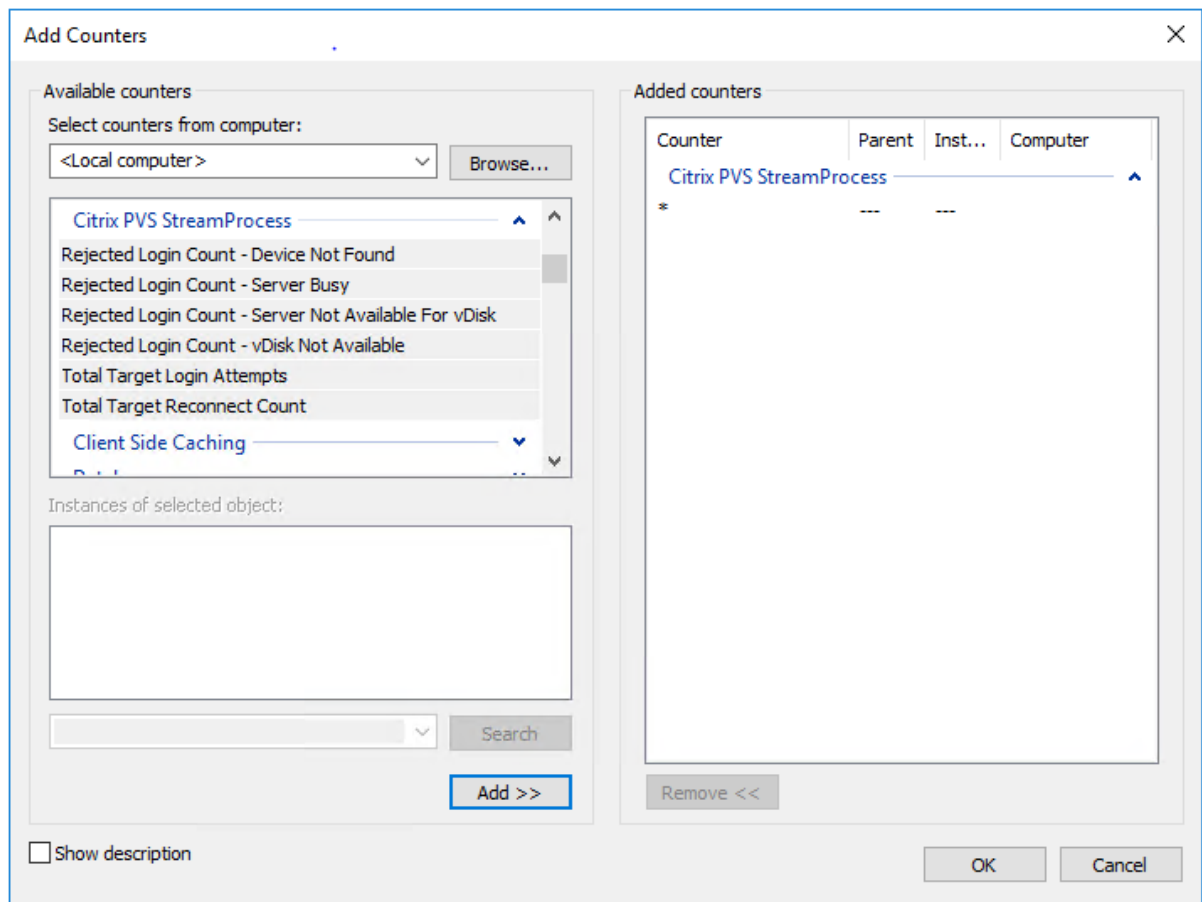 Add Counters
Available counters
Select counters from computer:
<Local computer>
Browse...
Citrix PVS StreamProcess
Rejected Login Count - Device Not Found
Rejected Login Count - Server Busy
Rejected Login Count - Server Not Available For vDisk
Rejected Login Count - vDisk Not Available
Total Target Login Attempts
Total Target Reconnect Count
Client Side Caching
Instances of selected object:
Search
Add >>
Show description
Added counters
Counter Parent Inst... Computer
Citrix PVS StreamProcess
* --- ---
Remove <<
OK Cancel